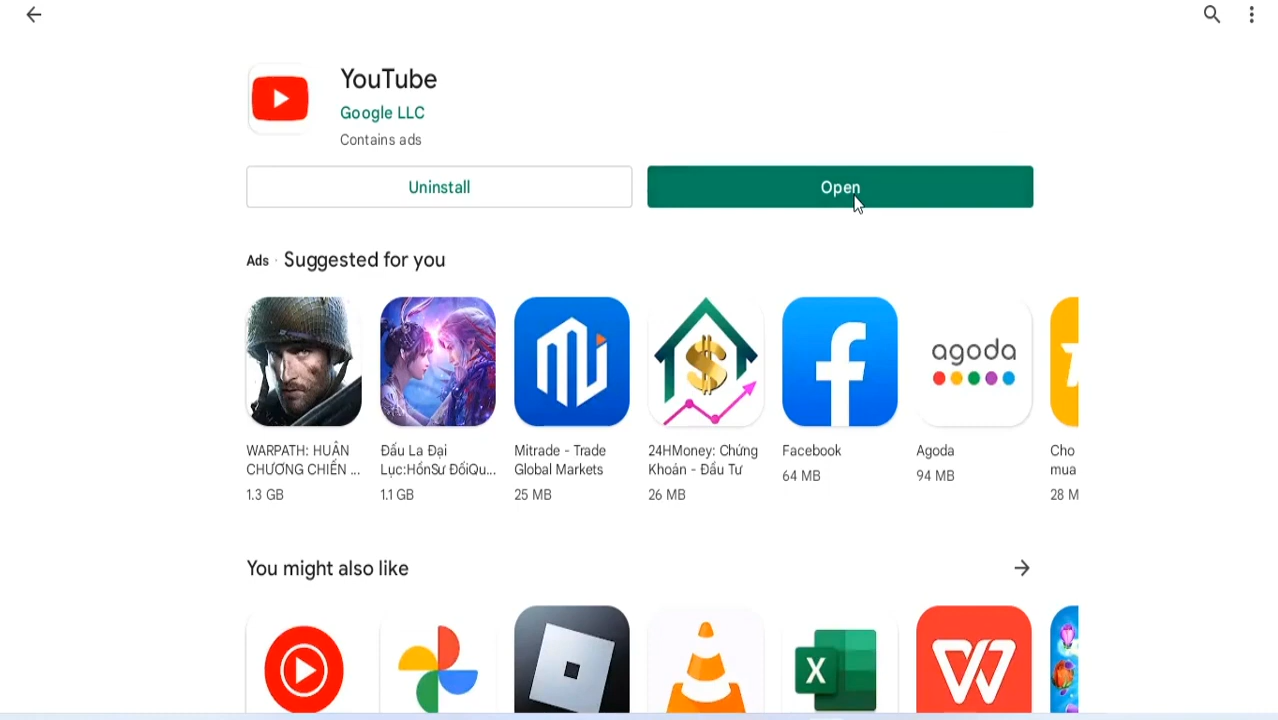 YouTube
Google LLC
Contains ads
Uninstall
Open
Ads · Suggested for you
agoda
WARPATH: HUÂN
CHƯƠNG CHIẾN ...
1.3 GB
Đấu La Đại
Lục:HồnSư ĐốiQu...
1.1 GB
Mitrade - Trade
Global Markets
25 MB
24HMoney: Chứng
Khoán - Đầu Tư
26 MB
Facebook
64 MB
Agoda
94 MB
Cho
mua
28 M
You might also like
X
W